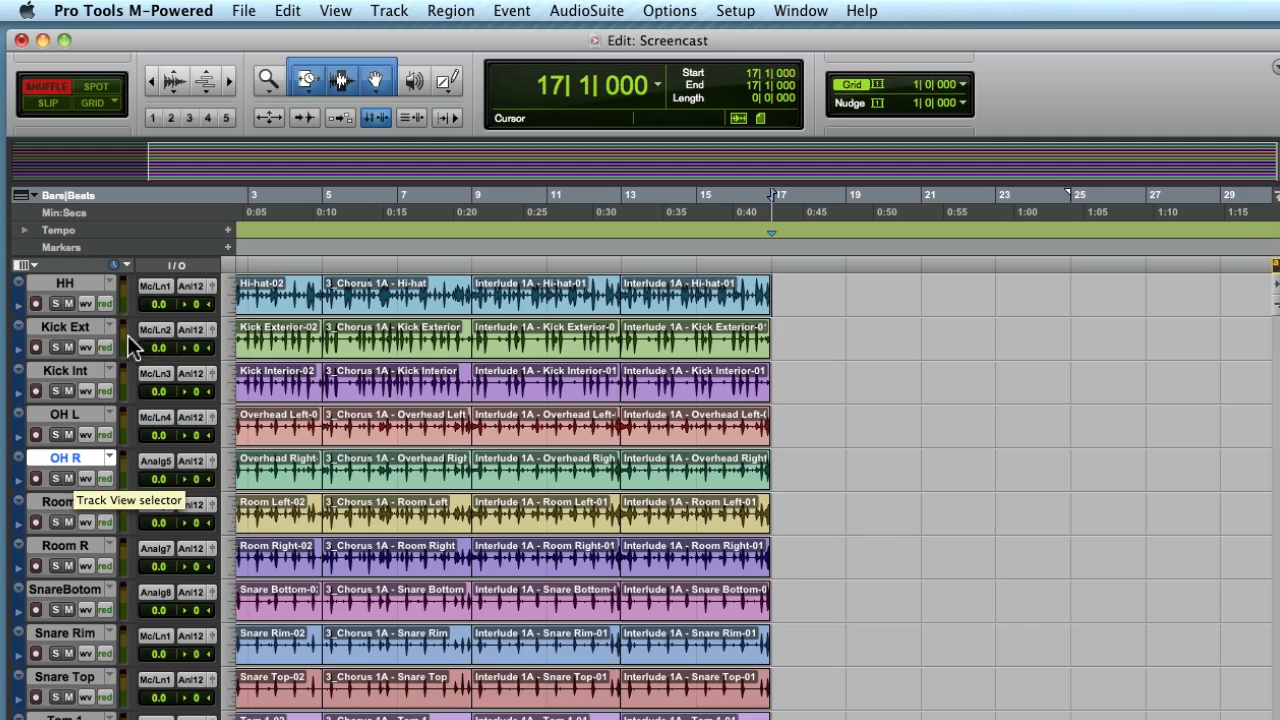 Pro Tools M-Powered File Edit View Track Region Event AudioSuite Options Setup Window Help
Edit: Screencast
SHUFFLE SPOT
SLIP GRID
1 2 3 4 5
17| 1| 000
Start 17| 1| 000
End 17| 1| 000
Length 0| 0| 000
Cursor
Grid 1| 0| 000
Nudge 1| 0| 000
Bars|Beats 3 5 7 9 11 13 15 17 19 21 23 25 27 29
Min:Secs 0:05 0:10 0:15 0:20 0:25 0:30 0:35 0:40 0:45 0:50 0:55 1:00 1:05 1:10 1:15
Tempo +
Markers +
I/O
HH Mc/Ln1 Ani12 Hi-hat-02 3_Chorus 1A - Hi-hat Interlude 1A - Hi-hat-01 Interlude 1A - Hi-hat-01
S M wv red 0.0 0
Kick Ext Mc/Ln2 Ani12 Kick Exterior-02 3_Chorus 1A - Kick Exterior Interlude 1A - Kick Exterior-0 Interlude 1A - Kick Exterior-0
S M wv red 0.0 0
Kick Int Mc/Ln3 Ani12 Kick Interior-02 3_Chorus 1A - Kick Interior Interlude 1A - Kick Interior-01 Interlude 1A - Kick Interior-01
S M wv red 0.0 0
OH L Mc/Ln4 Ani12 Overhead Left-0 3_Chorus 1A - Overhead Left Interlude 1A - Overhead Left- Interlude 1A - Overhead Left-
S M wv red 0.0 0
OH R Analg5 Ani12 Overhead Right- 3_Chorus 1A - Overhead Righ Interlude 1A - Overhead Righ Interlude 1A - Overhead Right
S M wv red 0.0 0
Track View selector
Room Ani12 Room Left-02 3_Chorus 1A - Room Left Interlude 1A - Room Left-01 Interlude 1A - Room Left-01
S M wv red 0.0 0
Room R Analg7 Ani12 Room Right-02 3_Chorus 1A - Room Right Interlude 1A - Room Right-01 Interlude 1A - Room Right-01
S M wv red 0.0 0
SnareBotom Analg8 Ani12 Snare Bottom-0 3_Chorus 1A - Snare Bottom Interlude 1A - Snare Bottom- Interlude 1A - Snare Bottom-0
S M wv red 0.0 0
Snare Rim Mc/Ln1 Ani12 Snare Rim-02 3_Chorus 1A - Snare Rim Interlude 1A - Snare Rim-01 Interlude 1A - Snare Rim-01
S M wv red 0.0 0
Snare Top Mc/Ln1 Ani12 Snare Top-02 3_Chorus 1A - Snare Top Interlude 1A - Snare Top-01 Interlude 1A - Snare Top-01
S M wv red 0.0 0